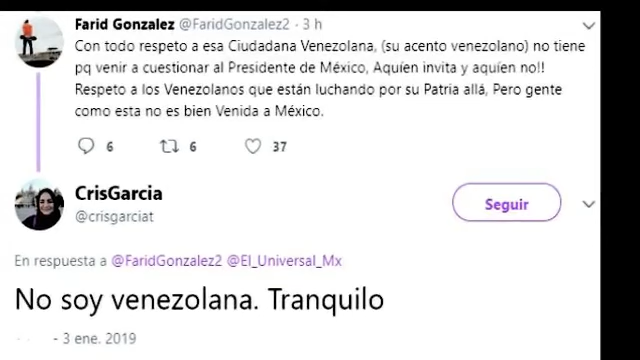 Farid Gonzalez @FaridGonzalez2 · 3 h
Con todo respeto a esa Ciudadana Venezolana, (su acento venezolano) no tiene
pq venir a cuestionar al Presidente de México, Aquíen invita y aquíen no!!
Respeto a los Venezolanos que están luchando por su Patria allá, Pero gente
como esta no es bien Venida a México.
6 6 37
CrisGarcia
@crisgarciat
Seguir
En respuesta a @FaridGonzalez2 @El_Universal_Mx
No soy venezolana. Tranquilo
- 3 ene. 2019